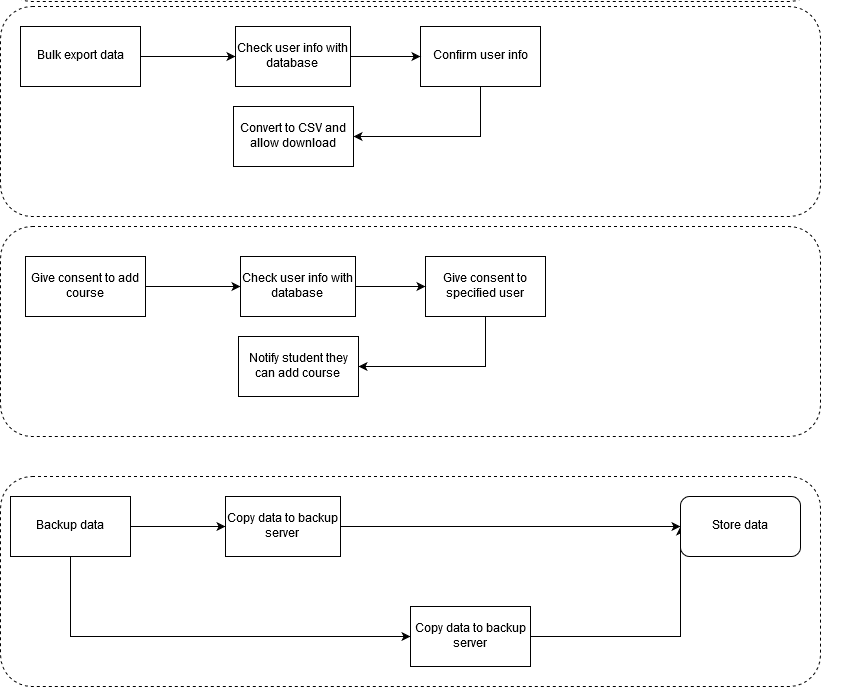 Bulk export data
Check user info with
database
Confirm user info
Convert to CSV and
allow download
Give consent to add
course
Check user info with
database
Give consent to
specified user
Notify student they
can add course
Backup data
Copy data to backup
server
Store data
Copy data to backup
server